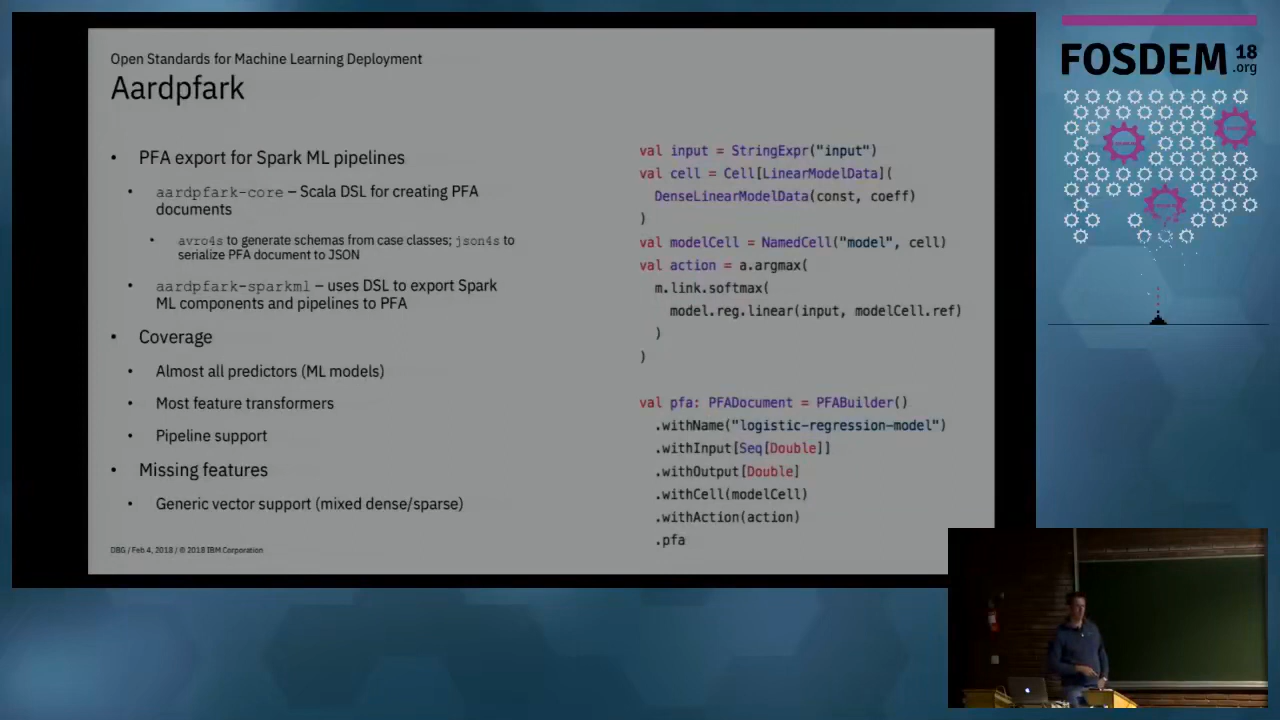 Open Standards for Machine Learning Deployment
Aardpfark
• PFA export for Spark ML pipelines
• aardpfark-core – Scala DSL for creating PFA
documents
• avro4s to generate schemas from case classes; json4s to
serialize PFA document to JSON
• aardpfark-sparkml – uses DSL to export Spark
ML components and pipelines to PFA
• Coverage
• Almost all predictors (ML models)
• Most feature transformers
• Pipeline support
• Missing features
• Generic vector support (mixed dense/sparse)
DBG / Feb 4, 2018 / © 2018 IBM Corporation
val input = StringExpr("input")
val cell = Cell[LinearModelData](
DenseLinearModelData(const, coeff)
)
val modelCell = NamedCell("model", cell)
val action = a.argmax(
m.link.softmax(
model.reg.linear(input, modelCell.ref)
)
)
val pfa: PFADocument = PFABuilder()
.withName("logistic-regression-model")
.withInput[Seq[Double]]
.withOutput[Double]
.withCell(modelCell)
.withAction(action)
.pfa
FOSDEM 18
.org